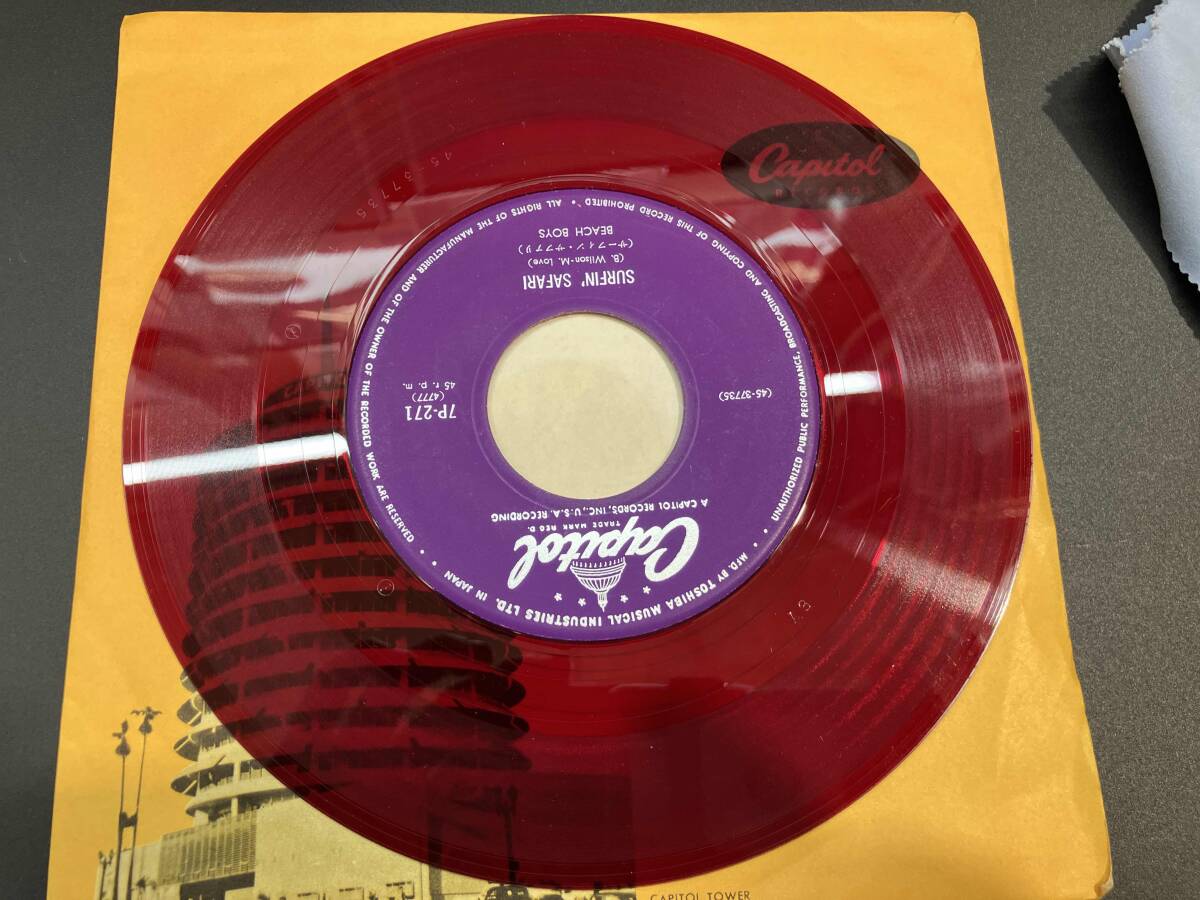 Capitol
TRADE MARK REG'D.
A CAPITOL RECORDS, INC., U.S.A. RECORDING
7P-271
(4777)
45 r. p. m.
(45-37735)
SURFIN' SAFARI
(B. Wilson-M. Love)
(サーフィン・サファリ)
BEACH BOYS
MFD. BY TOSHIBA MUSICAL INDUSTRIES LTD. IN JAPAN • ALL RIGHTS OF THE MANUFACTURER AND OF THE OWNER OF THE RECORDED WORK ARE RESERVED • UNAUTHORIZED PUBLIC PERFORMANCE, BROADCASTING AND COPYING OF THIS RECORD PROHIBITED •
45-37735
Capitol
RECORDS
CAPITOL TOWER